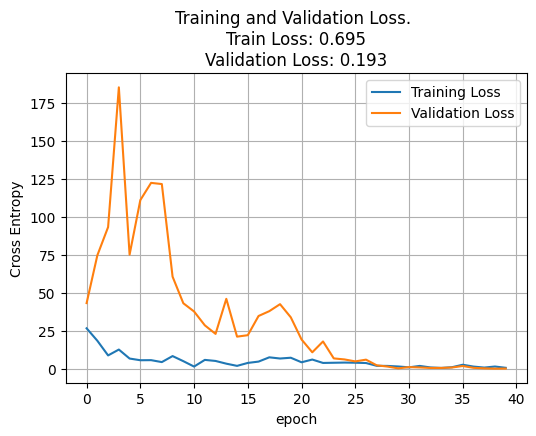 Training and Validation Loss.
Train Loss: 0.695
Validation Loss: 0.193
Training Loss
Validation Loss
175
150
125
100
75
50
25
0
Cross Entropy
0 5 10 15 20 25 30 35 40
epoch